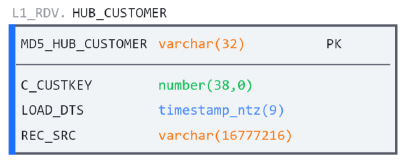 L1_RDV. HUB_CUSTOMER
MD5_HUB_CUSTOMER varchar(32) PK
C_CUSTKEY number(38,0)
LOAD_DTS timestamp_ntz(9)
REC_SRC varchar(16777216)